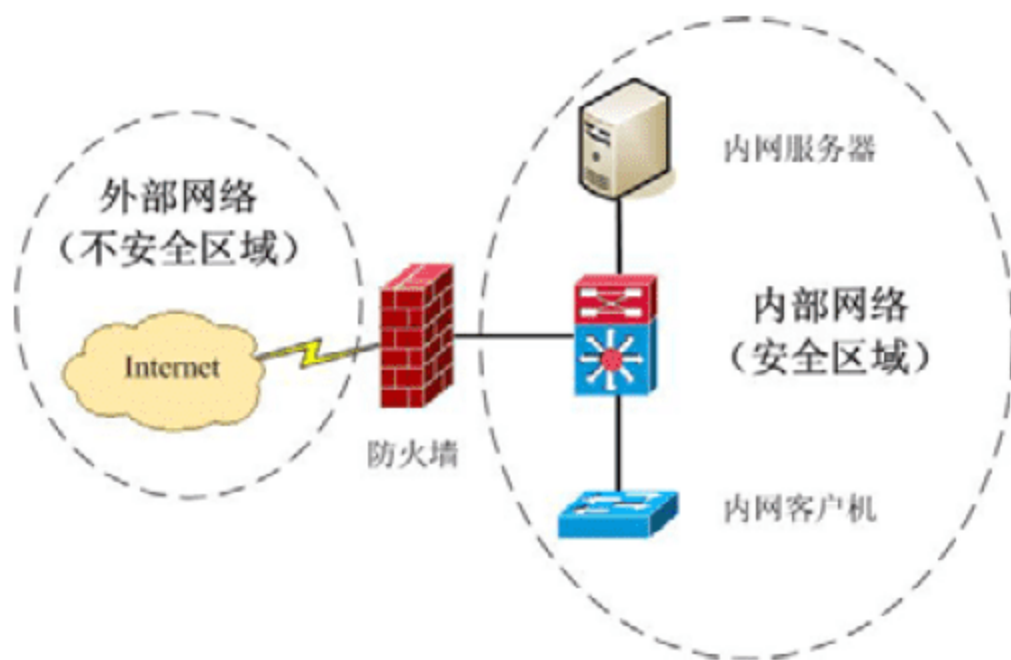 外部网络
（不安全区域）
Internet
防火墙
内网服务器
内部网络
（安全区域）
内网客户机